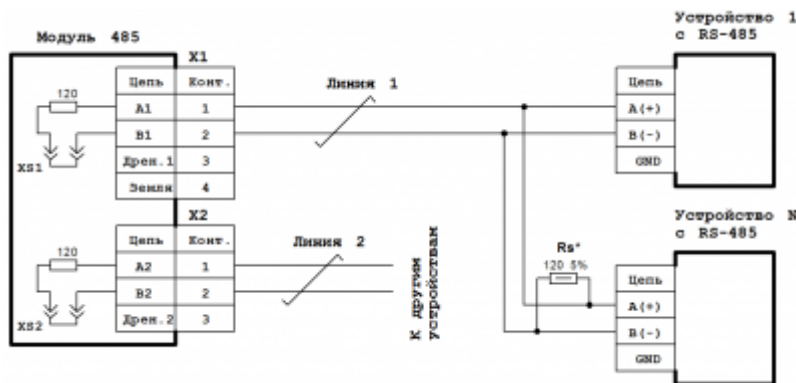 Модуль 485
X1
Цепь Конт.
120
A1 1
B1 2
Дрен.1 3
Земля 4
XS1
X2
Цепь Конт.
120
A2 1
B2 2
Дрен.2 3
XS2
Линия 1
Линия 2
К другим
устройствам
Устройство 1
с RS-485
Цепь
A(+)
B(-)
GND
Устройство N
с RS-485
Rs*
120 5%
Цепь
A(+)
B(-)
GND